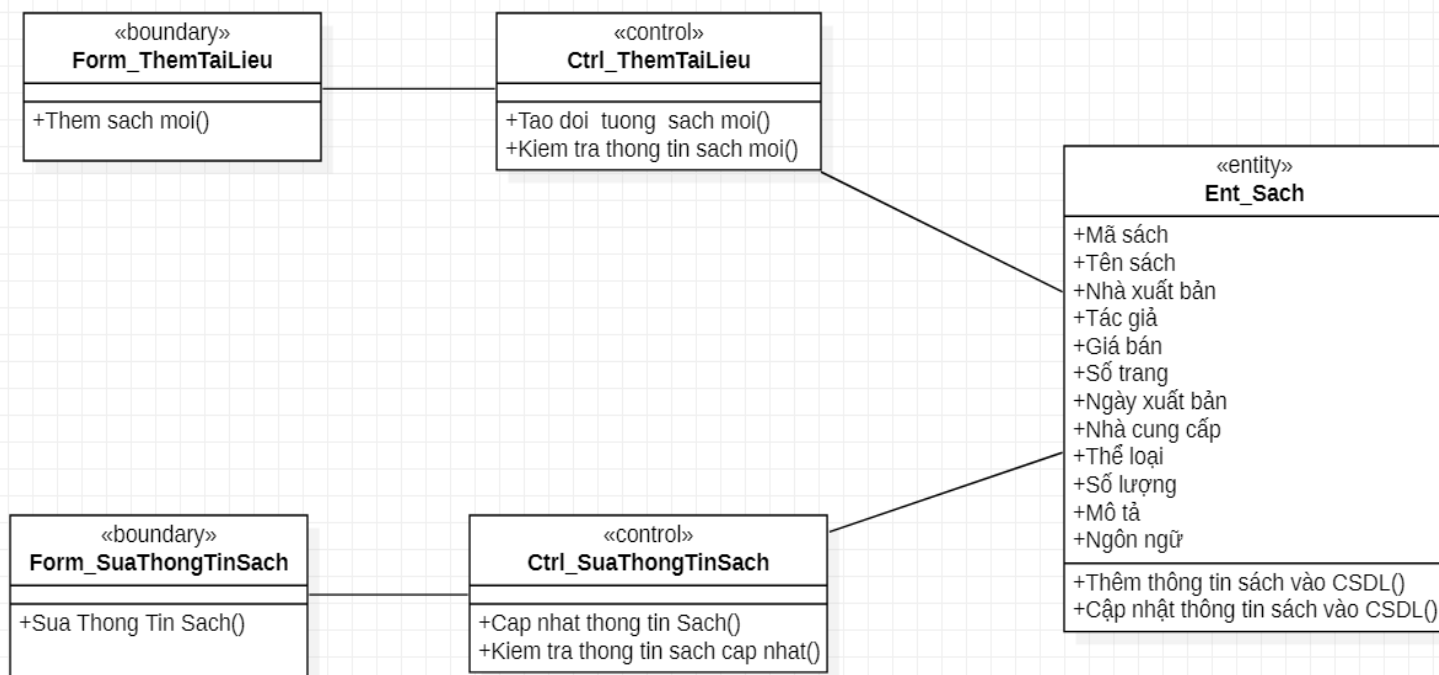 «boundary»
Form_ThemTaiLieu
+Them sach moi()
«control»
Ctrl_ThemTaiLieu
+Tao doi tuong sach moi()
+Kiem tra thong tin sach moi()
«entity»
Ent_Sach
+Mã sách
+Tên sách
+Nhà xuất bản
+Tác giả
+Giá bán
+Số trang
+Ngày xuất bản
+Nhà cung cấp
+Thể loại
+Số lượng
+Mô tả
+Ngôn ngữ
+Thêm thông tin sách vào CSDL()
+Cập nhật thông tin sách vào CSDL()
«boundary»
Form_SuaThongTinSach
+Sua Thong Tin Sach()
«control»
Ctrl_SuaThongTinSach
+Cap nhat thong tin Sach()
+Kiem tra thong tin sach cap nhat()